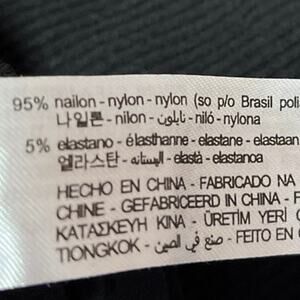 95% nailon - nylon - nylon (so p/o Brasil poli
나일론 - nilon - نايلون - niló - nylona
5% elastano - élasthanne - elastane - elastaan
엘라스탄 - اليستانه - elastà - elastanoa
HECHO EN CHINA - FABRICADO NA
CHINE - GEFABRICEERD IN CHINA -
ΚΑΤΑΣΚΕΥΗ ΚΙΝΑ - ÜRETİM YERİ Ç
TIONGKOK - صنع في الصين - FEITO EN C